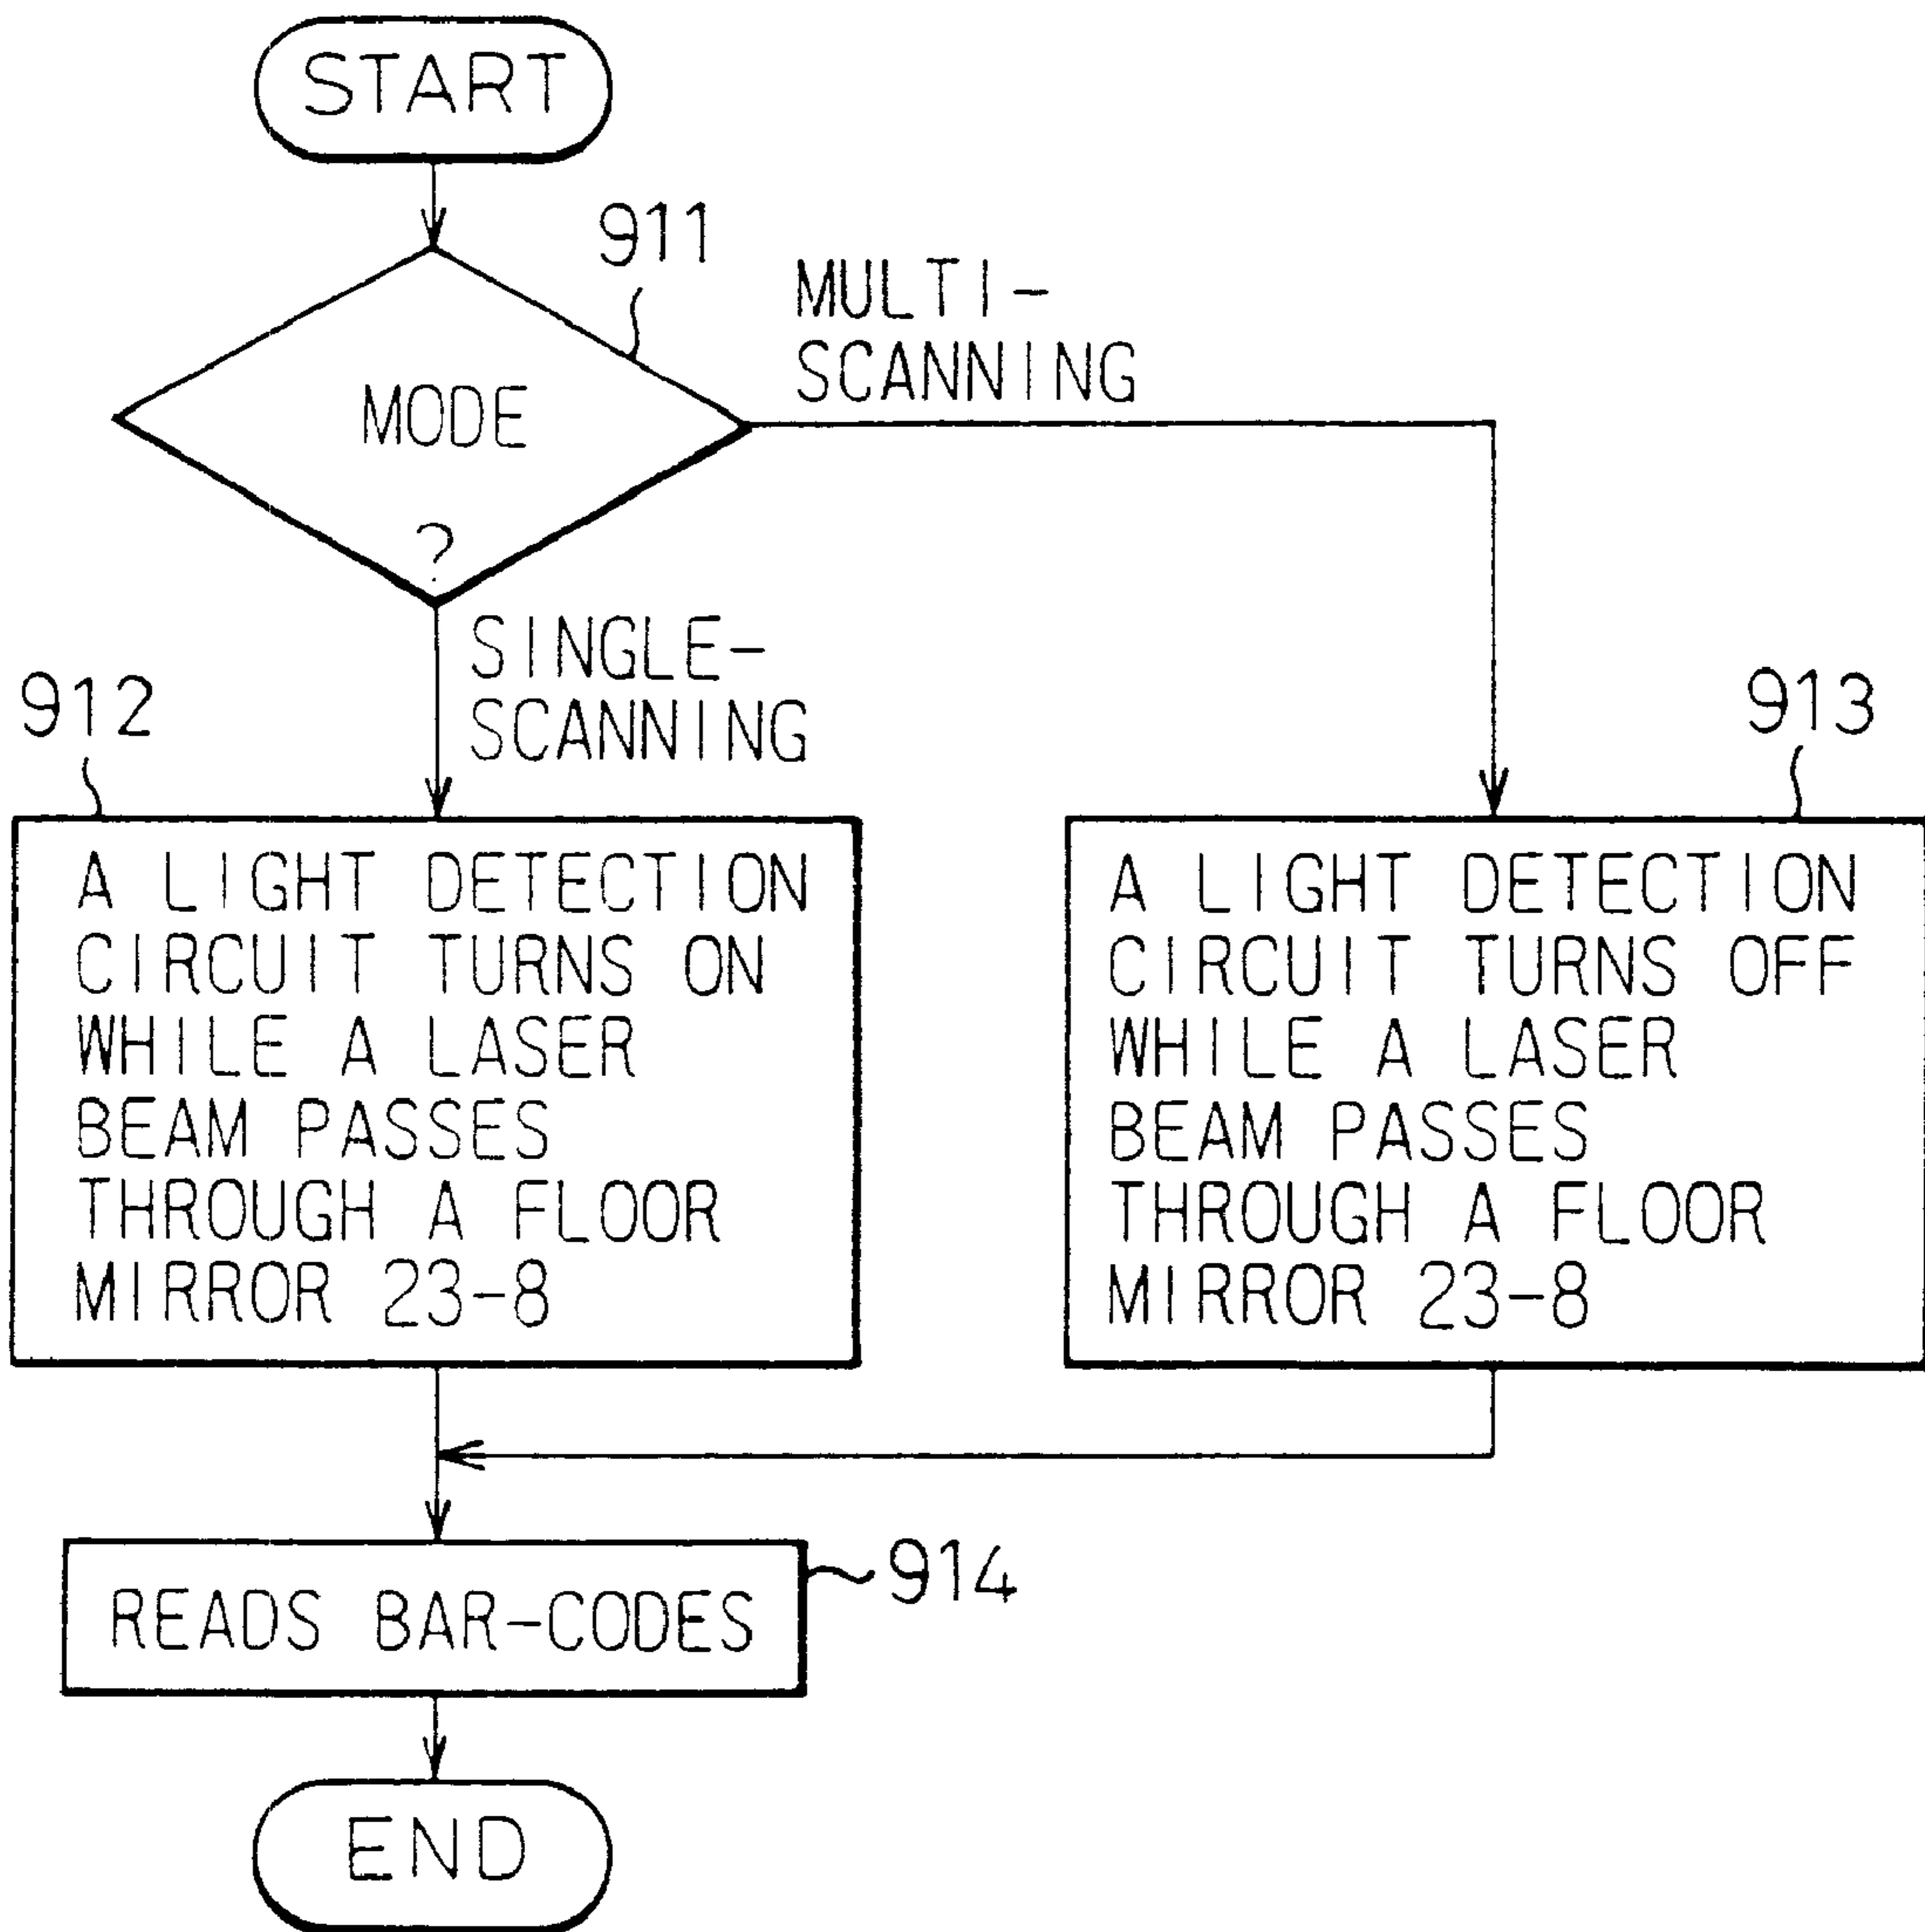 START
911
MULTI-
SCANNING
MODE
?
SINGLE-
SCANNING
912
913
A LIGHT DETECTION
CIRCUIT TURNS ON
WHILE A LASER
BEAM PASSES
THROUGH A FLOOR
MIRROR 23-8
A LIGHT DETECTION
CIRCUIT TURNS OFF
WHILE A LASER
BEAM PASSES
THROUGH A FLOOR
MIRROR 23-8
READS BAR-CODES
914
END